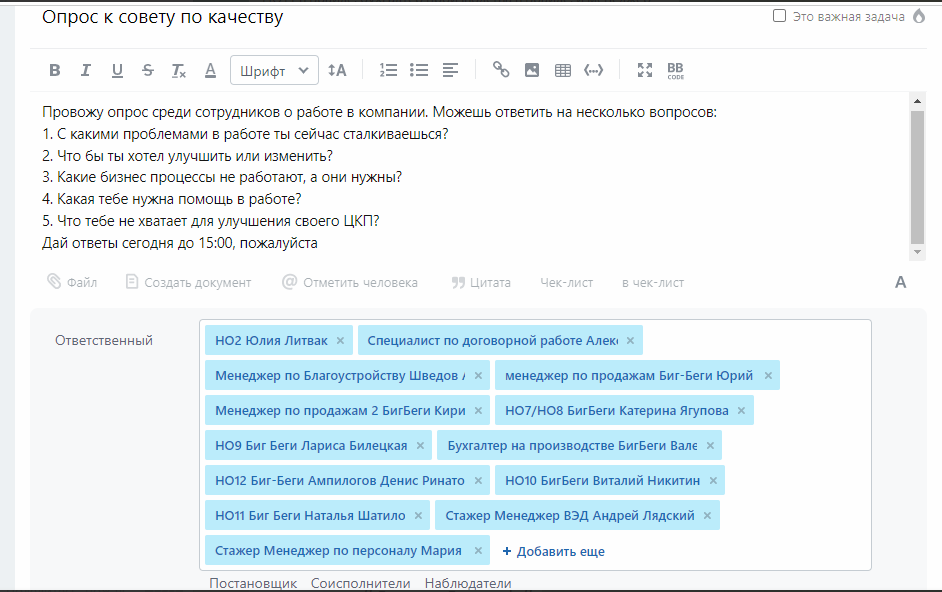 Опрос к совету по качеству
Это важная задача
B I U S Tx A Шрифт A BB CODE
Провожу опрос среди сотрудников о работе в компании. Можешь ответить на несколько вопросов:
1. С какими проблемами в работе ты сейчас сталкиваешься?
2. Что бы ты хотел улучшить или изменить?
3. Какие бизнес процессы не работают, а они нужны?
4. Какая тебе нужна помощь в работе?
5. Что тебе не хватает для улучшения своего ЦКП?
Дай ответы сегодня до 15:00, пожалуйста
Файл Создать документ Отметить человека Цитата Чек-лист в чек-лист A
Ответственный
НО2 Юлия Литвак × Специалист по договорной работе Алекс ×
Менеджер по Благоустройству Шведов × менеджер по продажам Биг-Беги Юрий ×
Менеджер по продажам 2 БигБеги Кири × НО7/НО8 БигБеги Катерина Ягупова ×
НО9 Биг Беги Лариса Билецкая × Бухгалтер на производстве БигБеги Вале ×
НО12 Биг-Беги Ампилогов Денис Ринато × НО10 БигБеги Виталий Никитин ×
НО11 Биг Беги Наталья Шатило × Стажер Менеджер ВЭД Андрей Лядский ×
Стажер Менеджер по персоналу Мария × + Добавить еще
Постановщик Соисполнители Наблюдатели